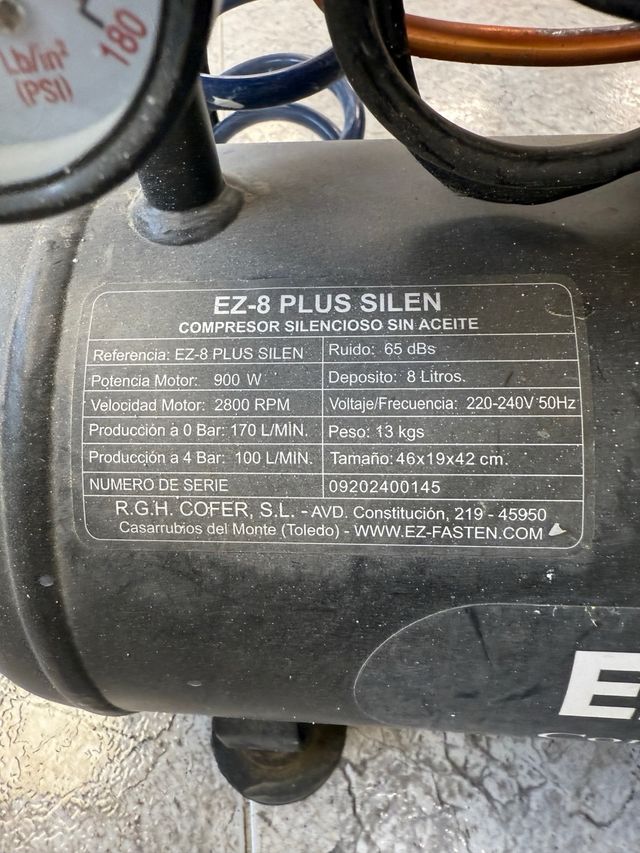 180
Lb/in²
(PSI)
EZ-8 PLUS SILEN
COMPRESOR SILENCIOSO SIN ACEITE
Referencia: EZ-8 PLUS SILEN Ruido: 65 dBs
Potencia Motor: 900 W Deposito: 8 Litros.
Velocidad Motor: 2800 RPM Voltaje/Frecuencia: 220-240V 50Hz
Producción a 0 Bar: 170 L/MIN. Peso: 13 kgs
Producción a 4 Bar: 100 L/MIN. Tamaño: 46x19x42 cm.
NUMERO DE SERIE 09202400145
R.G.H. COFER, S.L. - AVD. Constitución, 219 - 45950
Casarrubios del Monte (Toledo) - WWW.EZ-FASTEN.COM
E